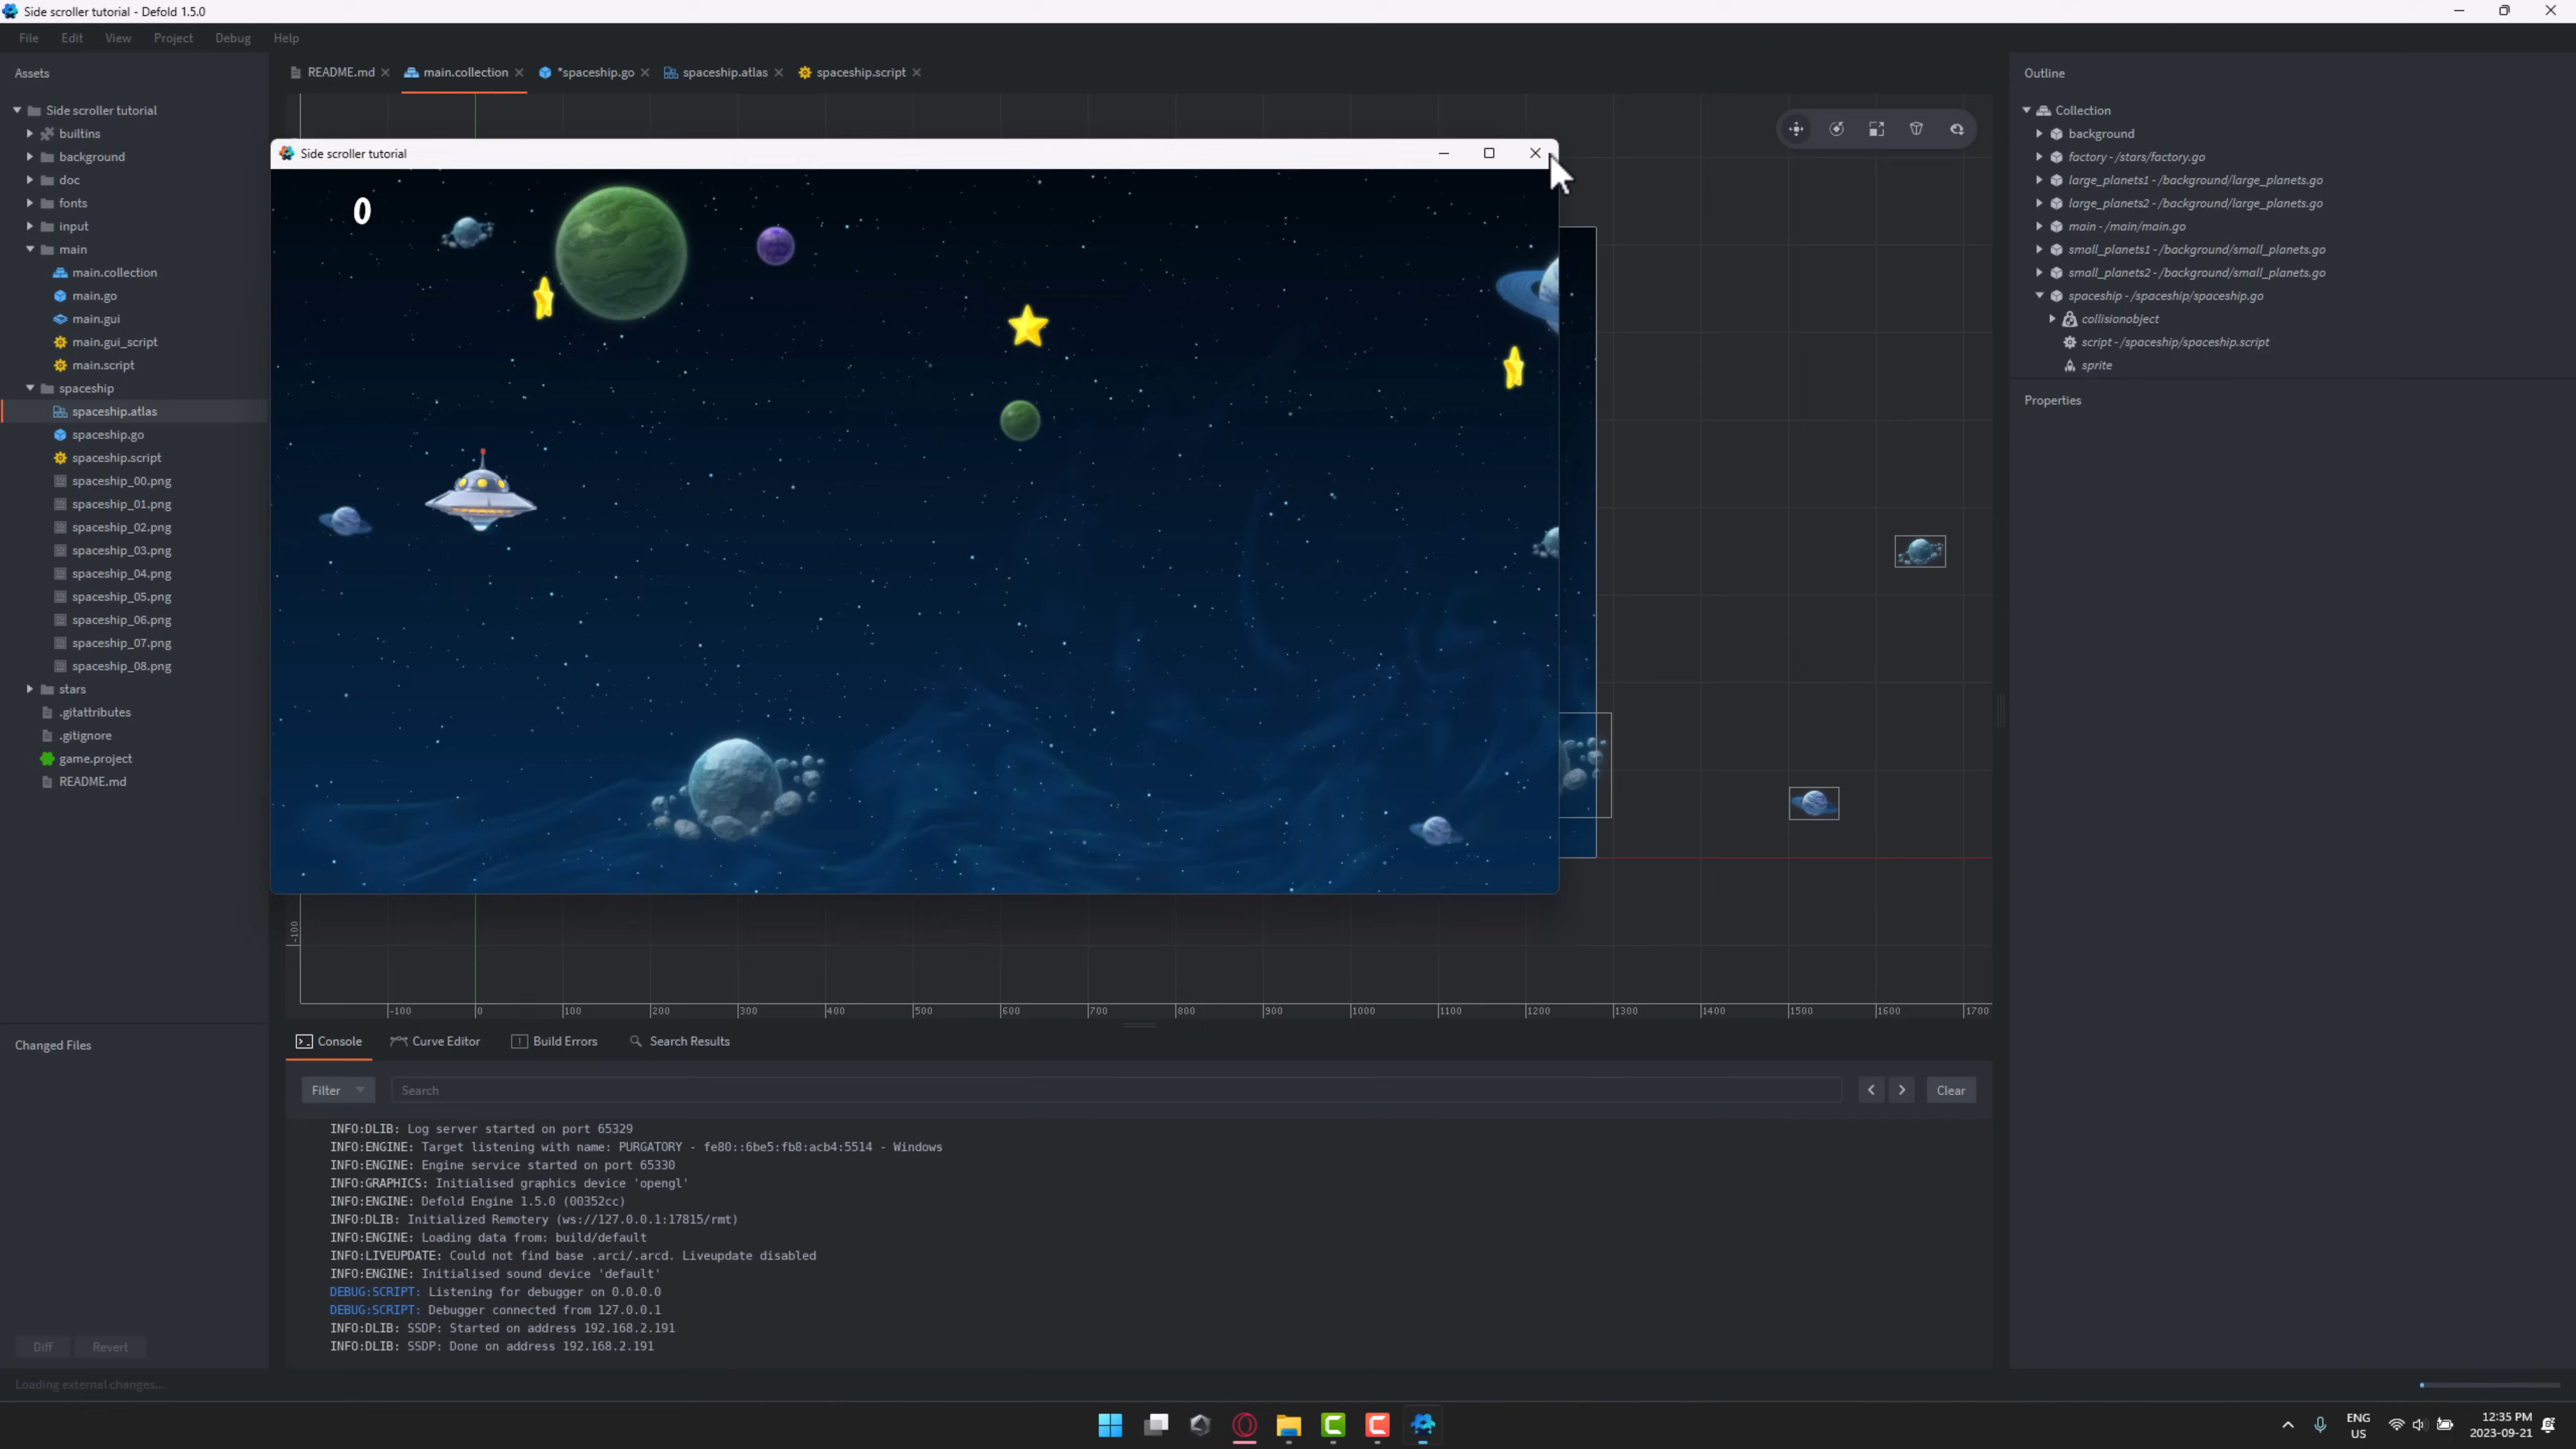 Side scroller tutorial - Defold 1.5.0
File Edit View Project Debug Help
Assets
Side scroller tutorial
builtins
background
doc
fonts
input
main
main.collection
main.go
main.gui
main.gui_script
main.script
spaceship
spaceship.atlas
spaceship.go
spaceship.script
spaceship_00.png
spaceship_01.png
spaceship_02.png
spaceship_03.png
spaceship_04.png
spaceship_05.png
spaceship_06.png
spaceship_07.png
spaceship_08.png
stars
.gitattributes
.gitignore
game.project
README.md
Changed Files
Diff Revert
Loading external changes...
README.md main.collection *spaceship.go spaceship.atlas spaceship.script
Side scroller tutorial
0
-100
-100 0 100 200 300 400 500 600 700 800 900 1000 1100 1200 1300 1400 1500 1600 1700
Console Curve Editor Build Errors Search Results
Filter Search Clear
INFO:DLIB: Log server started on port 65329
INFO:ENGINE: Target listening with name: PURGATORY - fe80::6be5:fb8:acb4:5514 - Windows
INFO:ENGINE: Engine service started on port 65330
INFO:GRAPHICS: Initialised graphics device 'opengl'
INFO:ENGINE: Defold Engine 1.5.0 (00352cc)
INFO:DLIB: Initialized Remotery (ws://127.0.0.1:17815/rmt)
INFO:ENGINE: Loading data from: build/default
INFO:LIVEUPDATE: Could not find base .arci/.arcd. Liveupdate disabled
INFO:ENGINE: Initialised sound device 'default'
DEBUG:SCRIPT: Listening for debugger on 0.0.0.0
DEBUG:SCRIPT: Debugger connected from 127.0.0.1
INFO:DLIB: SSDP: Started on address 192.168.2.191
INFO:DLIB: SSDP: Done on address 192.168.2.191
Outline
Collection
background
factory - /stars/factory.go
large_planets1 - /background/large_planets.go
large_planets2 - /background/large_planets.go
main - /main/main.go
small_planets1 - /background/small_planets.go
small_planets2 - /background/small_planets.go
spaceship - /spaceship/spaceship.go
collisionobject
script - /spaceship/spaceship.script
sprite
Properties
ENG
US
12:35 PM
2023-09-21